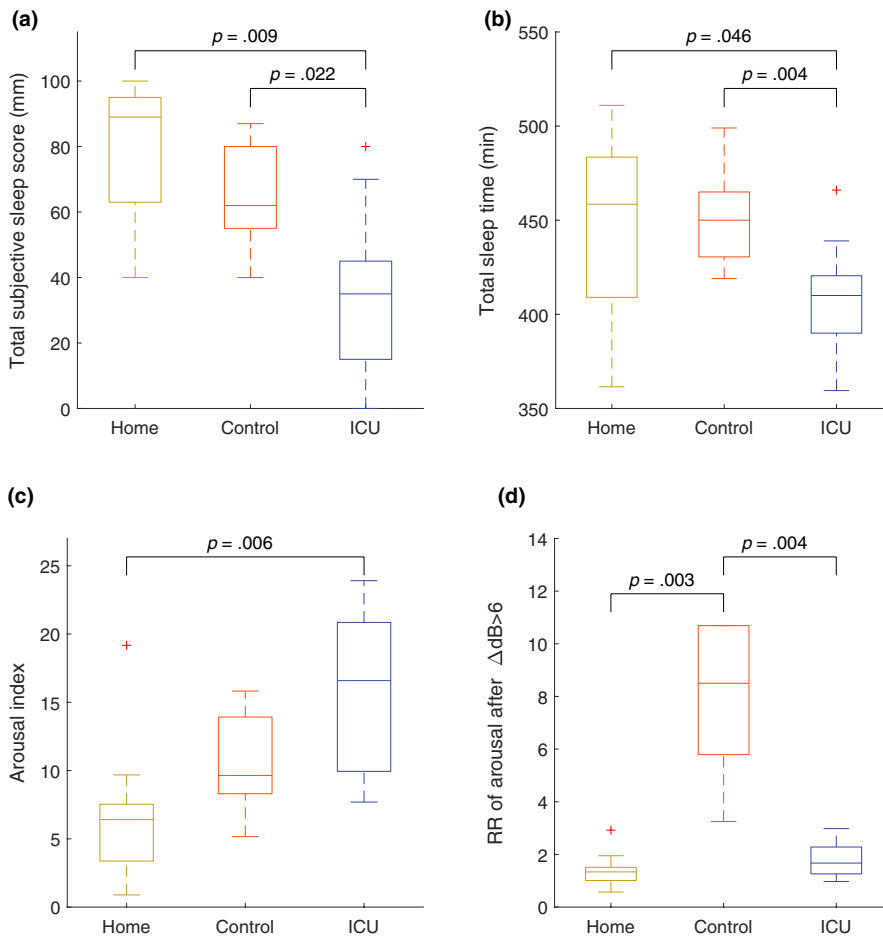 (a)
p = .009
p = .022
Total subjective sleep score (mm)
100
80
60
40
20
0
Home Control ICU
(b)
p = .046
p = .004
Total sleep time (min)
550
500
450
400
350
Home Control ICU
(c)
p = .006
Arousal index
25
20
15
10
5
0
Home Control ICU
(d)
p = .004
p = .003
RR of arousal after ΔdB>6
14
12
10
8
6
4
2
0
Home Control ICU